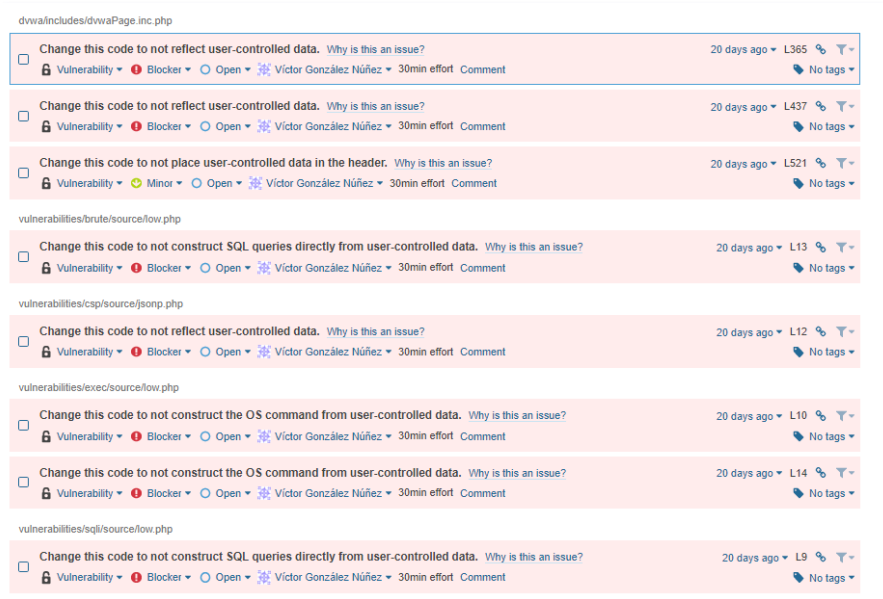 dvwa/includes/dvwaPage.inc.php
Change this code to not reflect user-controlled data. Why is this an issue? 20 days ago L365
Vulnerability Blocker Open Víctor González Núñez 30min effort Comment No tags
Change this code to not reflect user-controlled data. Why is this an issue? 20 days ago L437
Vulnerability Blocker Open Víctor González Núñez 30min effort Comment No tags
Change this code to not place user-controlled data in the header. Why is this an issue? 20 days ago L521
Vulnerability Minor Open Víctor González Núñez 30min effort Comment No tags
vulnerabilities/brute/source/low.php
Change this code to not construct SQL queries directly from user-controlled data. Why is this an issue? 20 days ago L13
Vulnerability Blocker Open Víctor González Núñez 30min effort Comment No tags
vulnerabilities/csp/source/jsonp.php
Change this code to not reflect user-controlled data. Why is this an issue? 20 days ago L12
Vulnerability Blocker Open Víctor González Núñez 30min effort Comment No tags
vulnerabilities/exec/source/low.php
Change this code to not construct the OS command from user-controlled data. Why is this an issue? 20 days ago L10
Vulnerability Blocker Open Víctor González Núñez 30min effort Comment No tags
Change this code to not construct the OS command from user-controlled data. Why is this an issue? 20 days ago L14
Vulnerability Blocker Open Víctor González Núñez 30min effort Comment No tags
vulnerabilities/sqli/source/low.php
Change this code to not construct SQL queries directly from user-controlled data. Why is this an issue? 20 days ago L9
Vulnerability Blocker Open Víctor González Núñez 30min effort Comment No tags